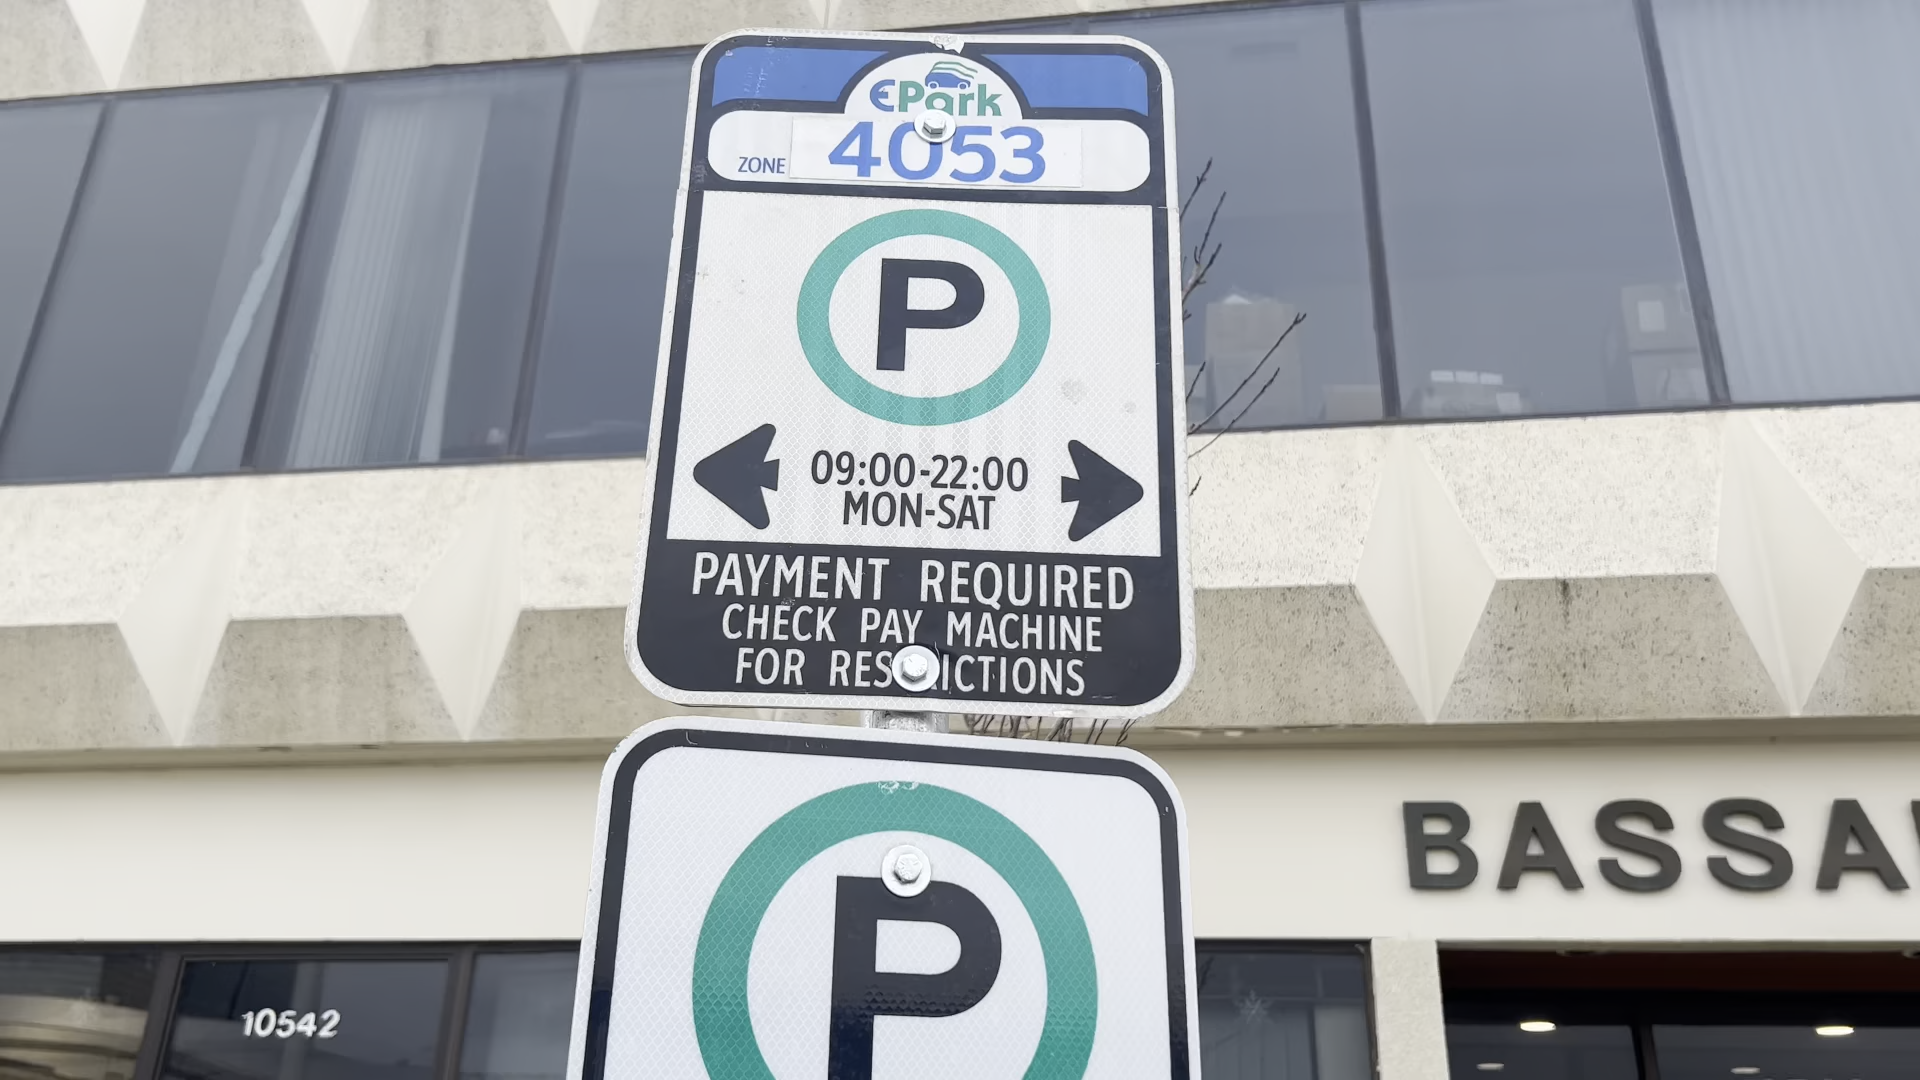 EPark
ZONE 4053
P
09:00-22:00
MON-SAT
PAYMENT REQUIRED
CHECK PAY MACHINE
FOR RESTRICTIONS
P
BASSA
10542